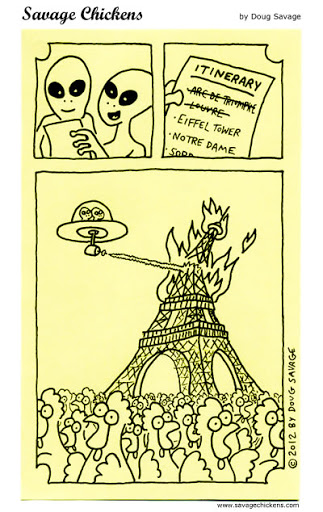 Savage Chickens
by Doug Savage
ITINERARY
ARC DE TRIOMPHE
LOUVRE
· EIFFEL TOWER
· NOTRE DAME
© 2012 BY DOUG SAVAGE
www.savagechickens.com